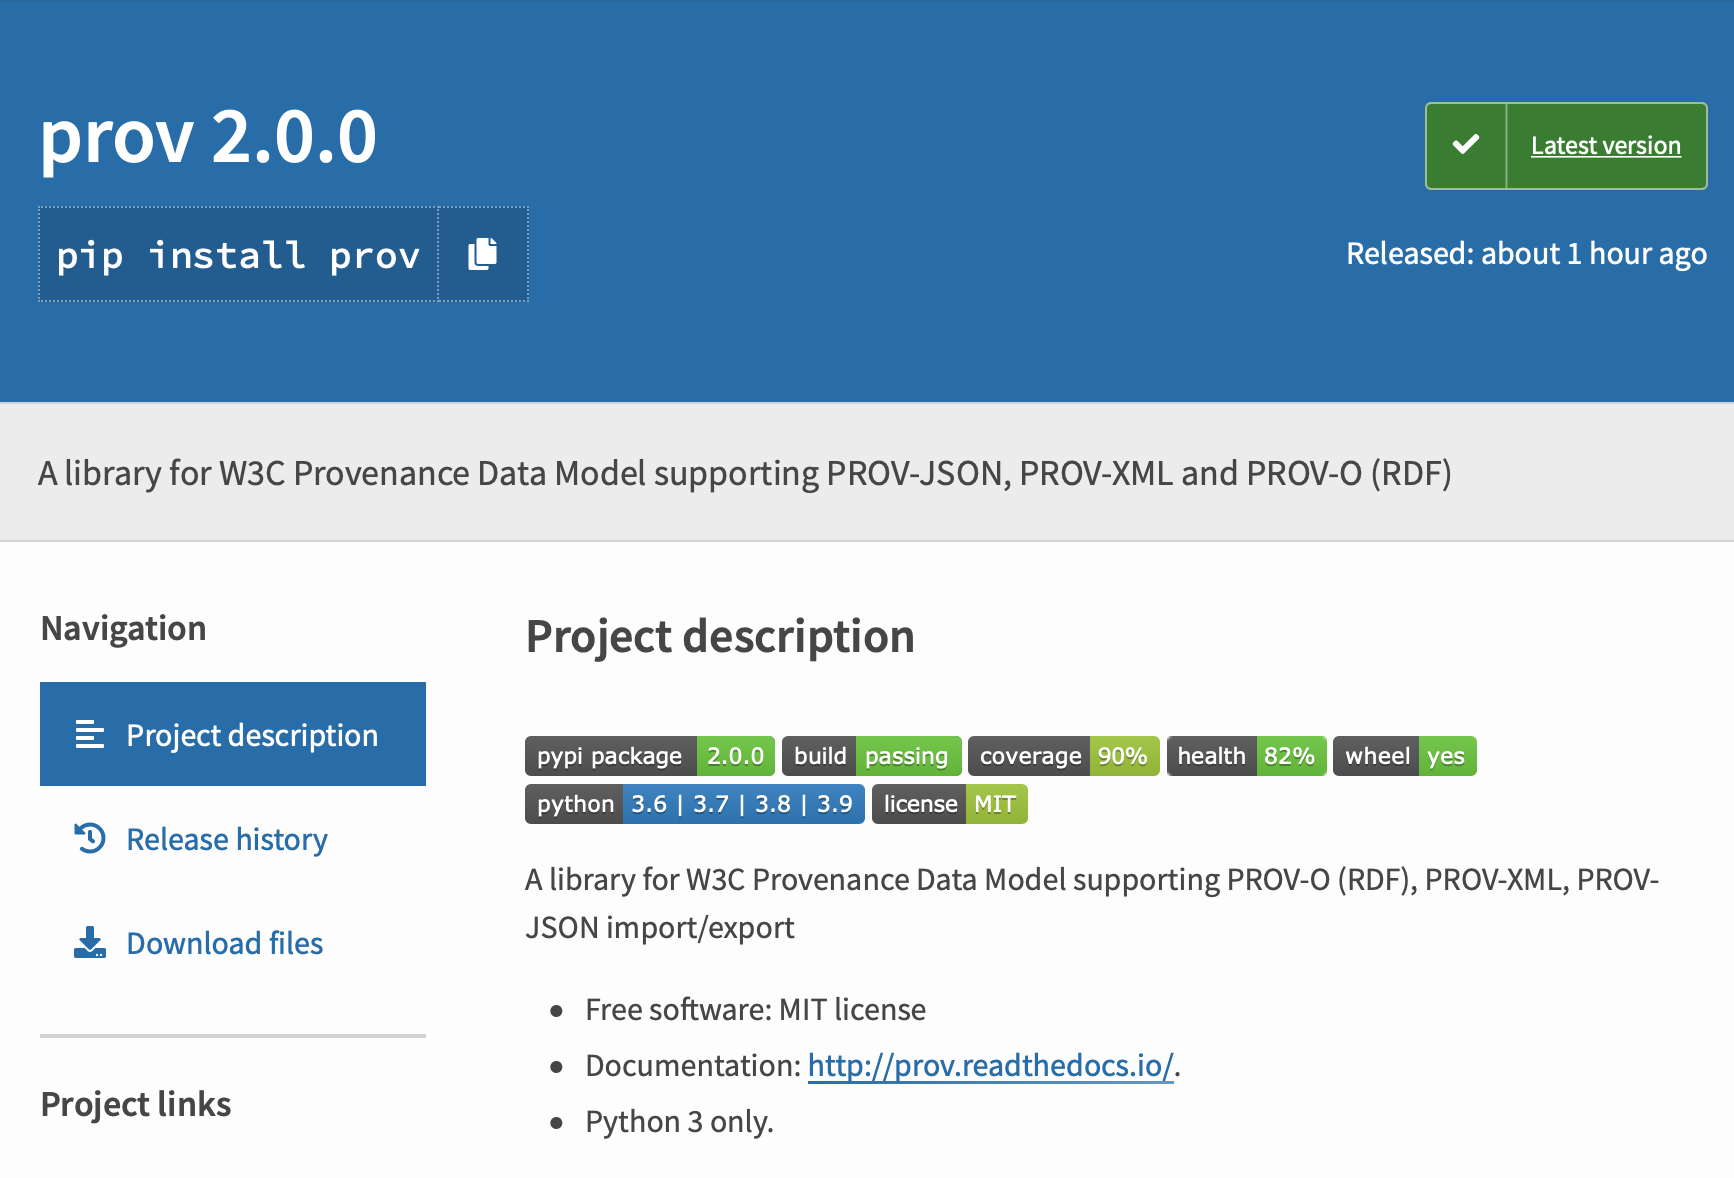 prov 2.0.0
Latest version
pip install prov
Released: about 1 hour ago
A library for W3C Provenance Data Model supporting PROV-JSON, PROV-XML and PROV-O (RDF)
Navigation
Project description
Release history
Download files
Project links
Project description
pypi package 2.0.0 build passing coverage 90% health 82% wheel yes
python 3.6 | 3.7 | 3.8 | 3.9 license MIT
A library for W3C Provenance Data Model supporting PROV-O (RDF), PROV-XML, PROV-
JSON import/export
• Free software: MIT license
• Documentation: http://prov.readthedocs.io/.
• Python 3 only.